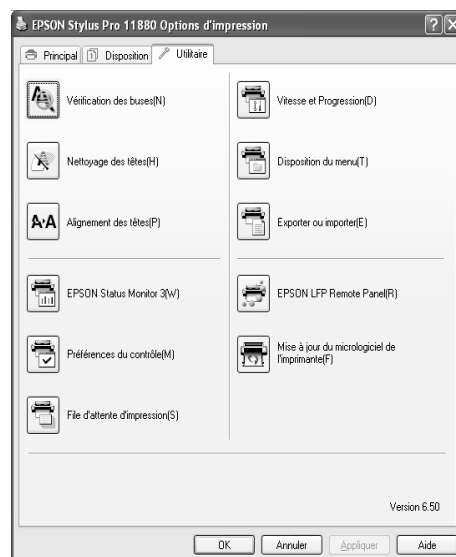 EPSON Stylus Pro 11880 Options d'impression
Principal
Disposition
Utilitaire
Vérification des buses(N)
Vitesse et Progression(D)
Nettoyage des têtes(H)
Disposition du menu(T)
Alignement des têtes(P)
Exporter ou importer(E)
EPSON Status Monitor 3(W)
EPSON LFP Remote Panel(R)
Préférences du contrôle(M)
Mise à jour du micrologiciel de
l'imprimante(F)
File d'attente d'impression(S)
Version 6.50
OK
Annuler
Appliquer
Aide